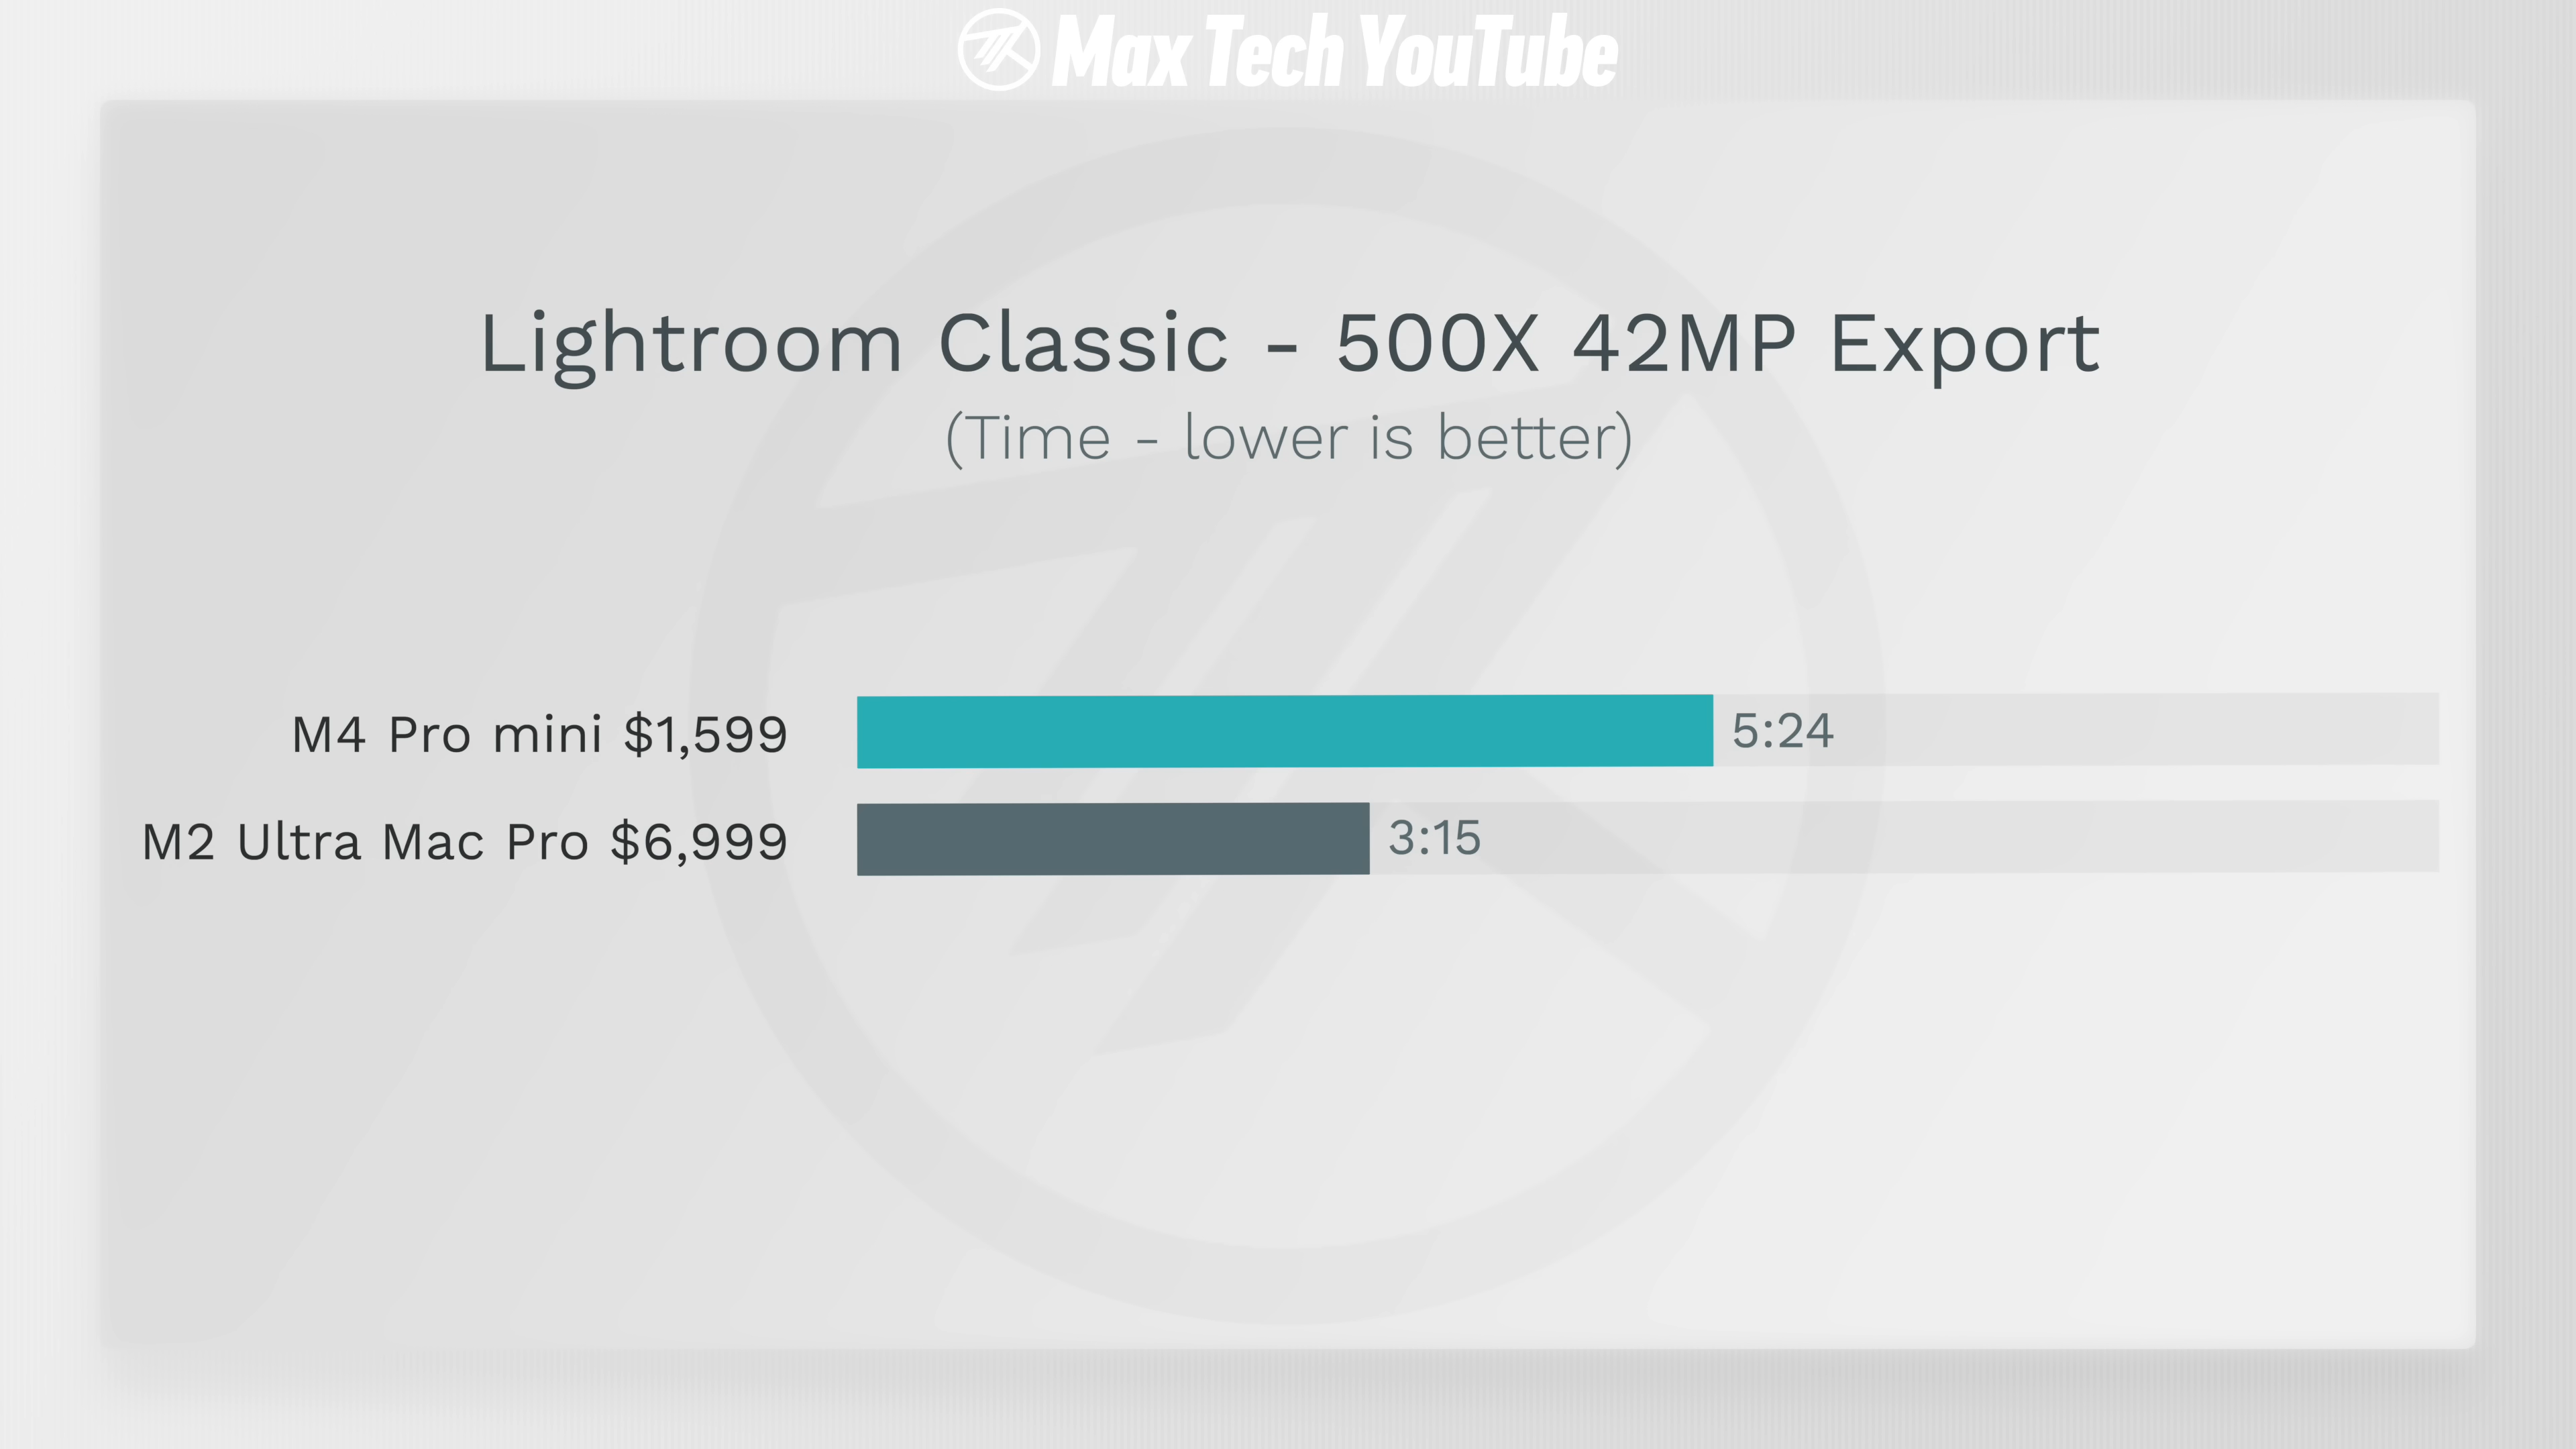 Max Tech YouTube
Lightroom Classic - 500X 42MP Export
(Time - lower is better)
M4 Pro mini $1,599
5:24
M2 Ultra Mac Pro $6,999
3:15